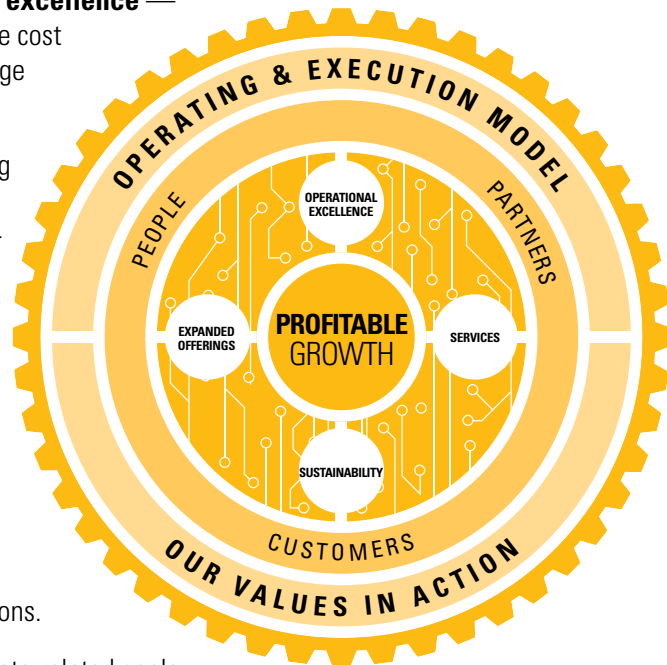 excellence —
e cost
ge
g
ons.
OPERATING & EXECUTION MODEL
PEOPLE
PARTNERS
OPERATIONAL
EXCELLENCE
EXPANDED
OFFERINGS
PROFITABLE
GROWTH
SERVICES
SUSTAINABILITY
CUSTOMERS
OUR VALUES IN ACTION